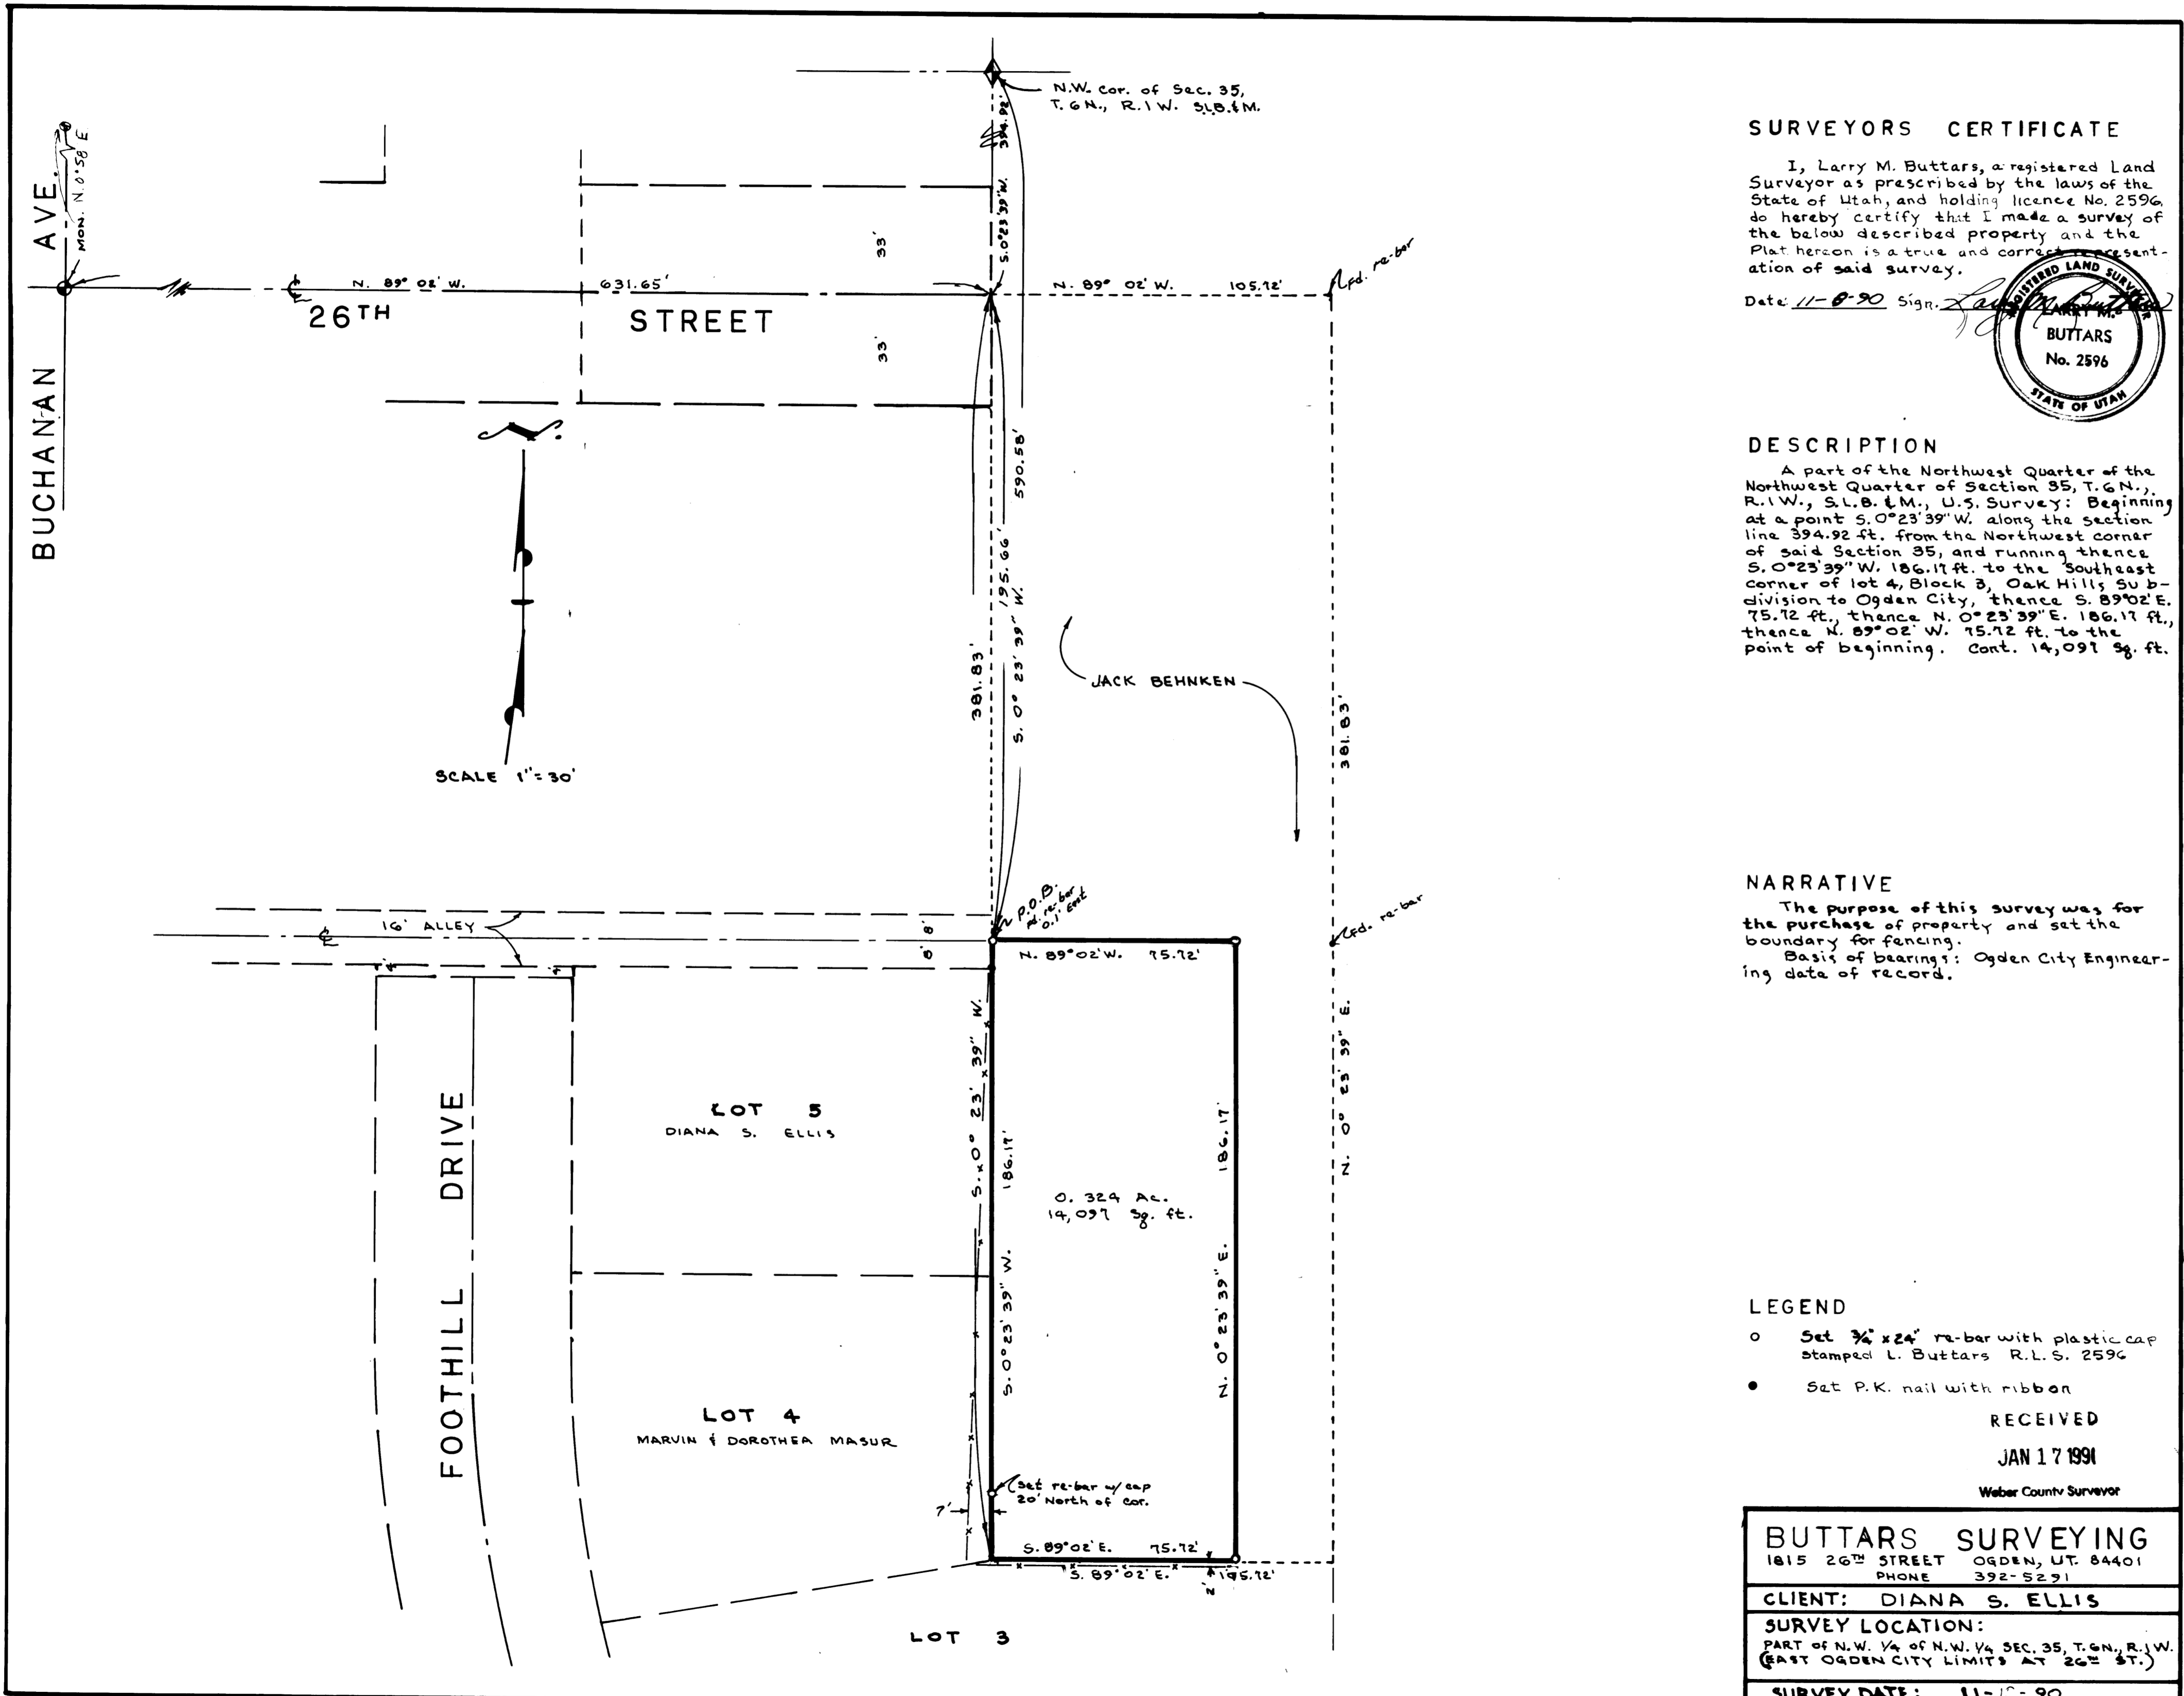 N.W. cor. of Sec. 35,
T. 6 N., R. 1 W. S.L.B. & M.
394.92'
S. 0° 23' 39" W.
BUCHANAN AVE.
MON. N. 0° 58' E
N. 89° 02' W. 631.65'
26TH STREET
33'
33'
N. 89° 02' W. 105.72'
fd. re-bar
SCALE 1" = 30'
381.83'
195.66'
590.58'
S. 0° 23' 39" W.
JACK BEHNKEN
381.83'
N. 0° 23' 39" E.
16' ALLEY
8' 8'
4'
4'
P.O.B.
fd. re-bar
0.1' East
fd. re-bar
N. 89° 02' W. 75.72'
S. 0° 23' 39" W.
186.17'
S. 0° 23' 39" W.
186.17'
N. 0° 23' 39" E.
0.324 Ac.
14,097 Sq. ft.
LOT 5
DIANA S. ELLIS
FOOTHILL DRIVE
LOT 4
MARVIN & DOROTHEA MASUR
Set re-bar w/ cap
20' North of cor.
7'
S. 89° 02' E. 75.72'
S. 89° 02' E. 105.72'
LOT 3
SURVEYORS CERTIFICATE
I, Larry M. Buttars, a registered Land
Surveyor as prescribed by the laws of the
State of Utah, and holding licence No. 2596,
do hereby certify that I made a survey of
the below described property and the
Plat hereon is a true and correct represent-
ation of said survey.
Date 11-8-90 Sign. Larry M. Buttars
REGISTERED LAND SURVEYOR
LARRY M.
BUTTARS
No. 2596
STATE OF UTAH
DESCRIPTION
A part of the Northwest Quarter of the
Northwest Quarter of Section 35, T. 6 N.,
R. 1 W., S.L.B. & M., U.S. Survey: Beginning
at a point S. 0° 23' 39" W. along the section
line 394.92 ft. from the Northwest corner
of said Section 35, and running thence
S. 0° 23' 39" W. 186.17 ft. to the Southeast
corner of lot 4, Block 3, Oak Hills Sub-
division to Ogden City, thence S. 89° 02' E.
75.72 ft., thence N. 0° 23' 39" E. 186.17 ft.,
thence N. 89° 02' W. 75.72 ft. to the
point of beginning. Cont. 14,097 Sq. ft.
NARRATIVE
The purpose of this survey was for
the purchase of property and set the
boundary for fencing.
Basis of bearings: Ogden City Engineer-
ing data of record.
LEGEND
Set 3/4" x 24" re-bar with plastic cap
stamped L. Buttars R.L.S. 2596
Set P.K. nail with ribbon
RECEIVED
JAN 17 1991
Weber County Surveyor
BUTTARS SURVEYING
1815 26TH STREET OGDEN, UT. 84401
PHONE 392-5291
CLIENT: DIANA S. ELLIS
SURVEY LOCATION:
PART OF N.W. 1/4 OF N.W. 1/4 SEC. 35, T. 6N., R. 1 W.
(EAST OGDEN CITY LIMITS AT 26TH ST.)
SURVEY DATE: